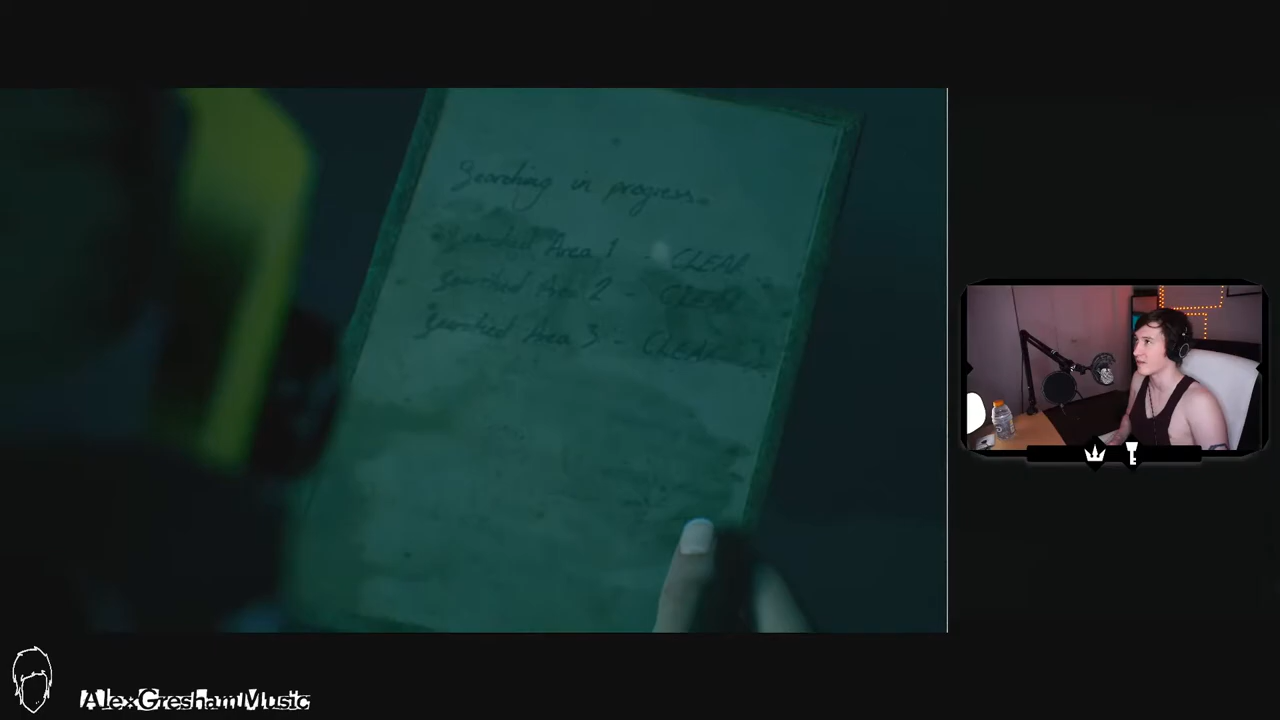 Searching in progress..
Searched Area 1 - CLEAR
Searched Area 2 - CLEAR
Searched Area 3 - CLEAR
AlexGreshamMusic